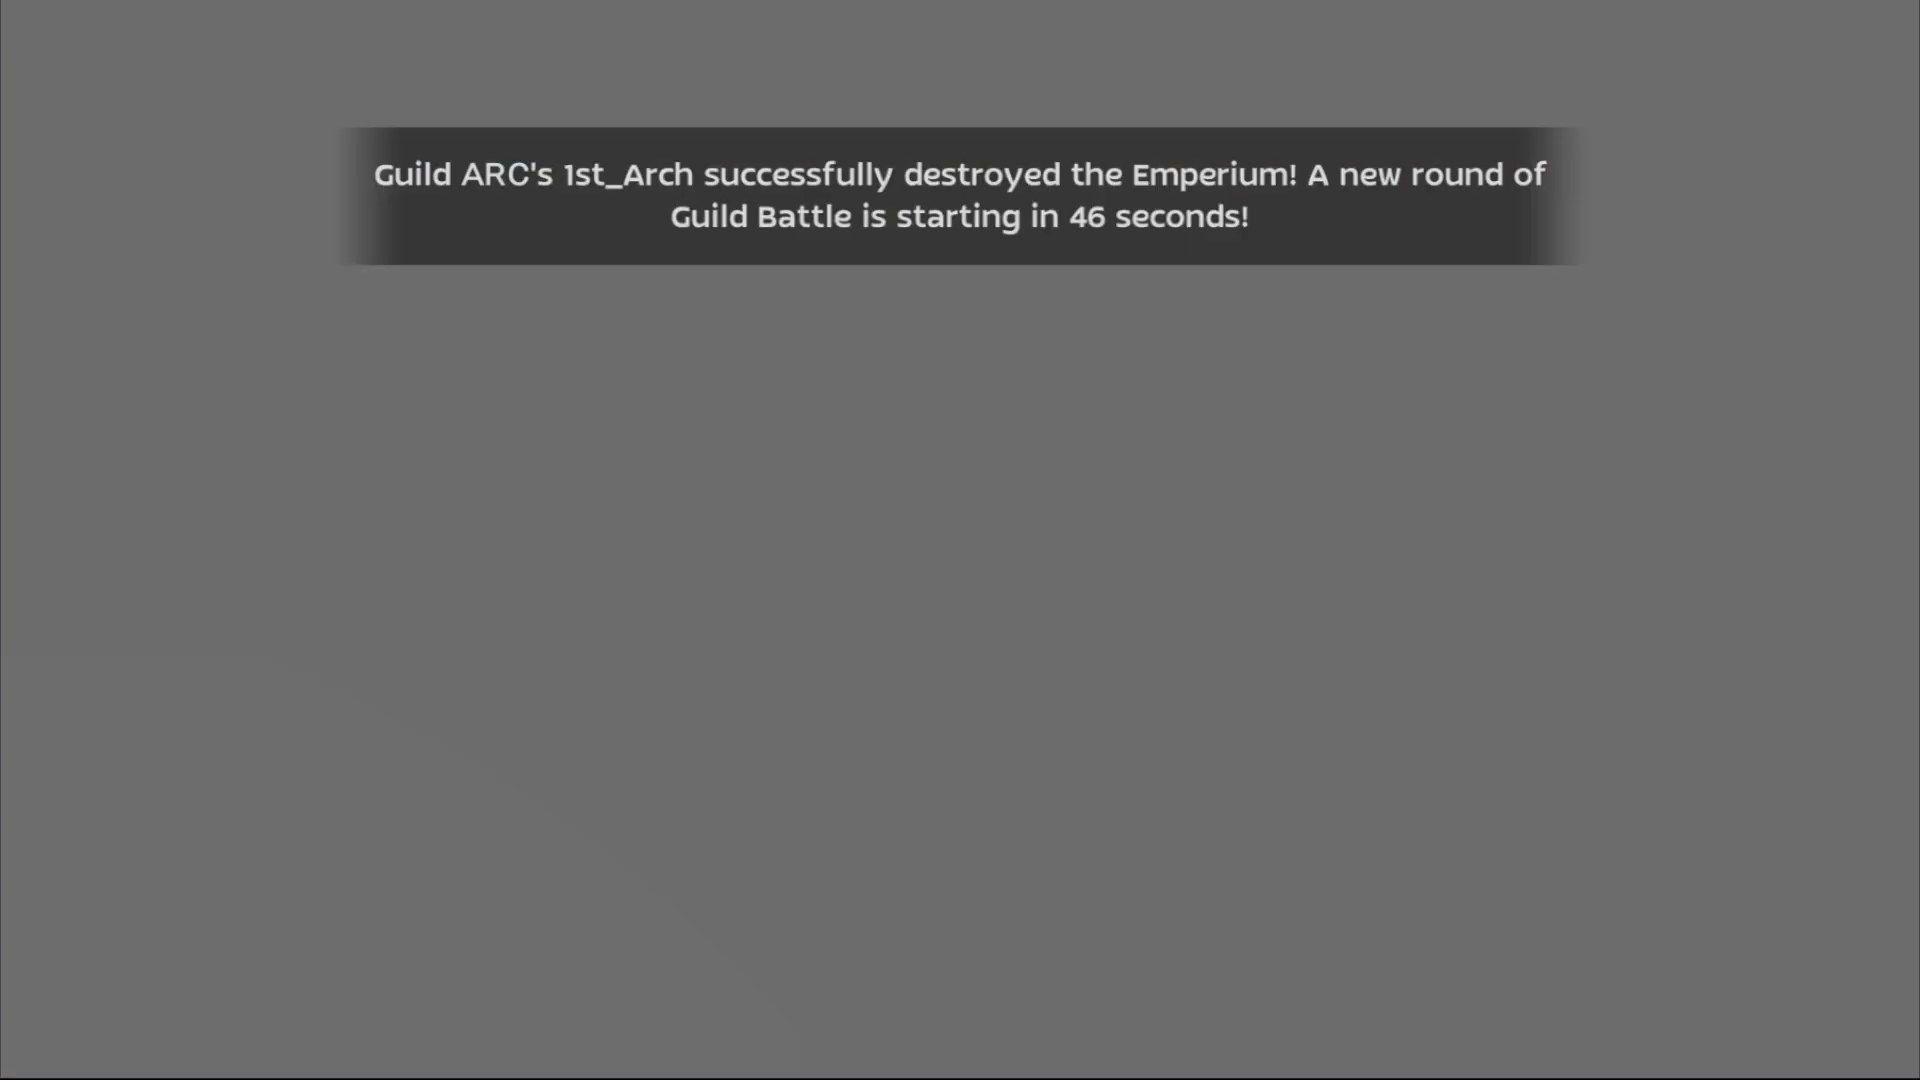 Guild ARC's 1st_Arch successfully destroyed the Emperium! A new round of
Guild Battle is starting in 46 seconds!